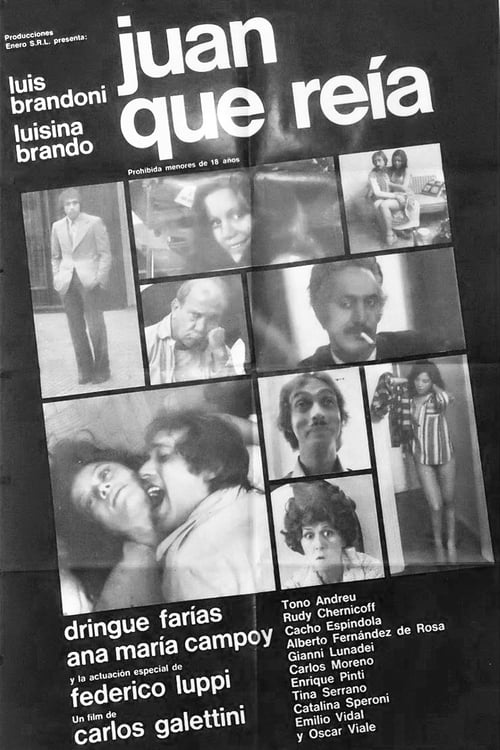 Producciones
Enero S.R.L. presenta:
juan
que reía
luis
brandoni
luisina
brando
Prohibida menores de 18 años
dringue farías
ana maría campoy
y la actuación especial de
federico luppi
Un film de
carlos galettini
Tono Andreu
Rudy Chernicoff
Cacho Espindola
Alberto Fernández de Rosa
Gianni Lunadei
Carlos Moreno
Enrique Pinti
Tina Serrano
Catalina Speroni
Emilio Vidal
y Oscar Viale